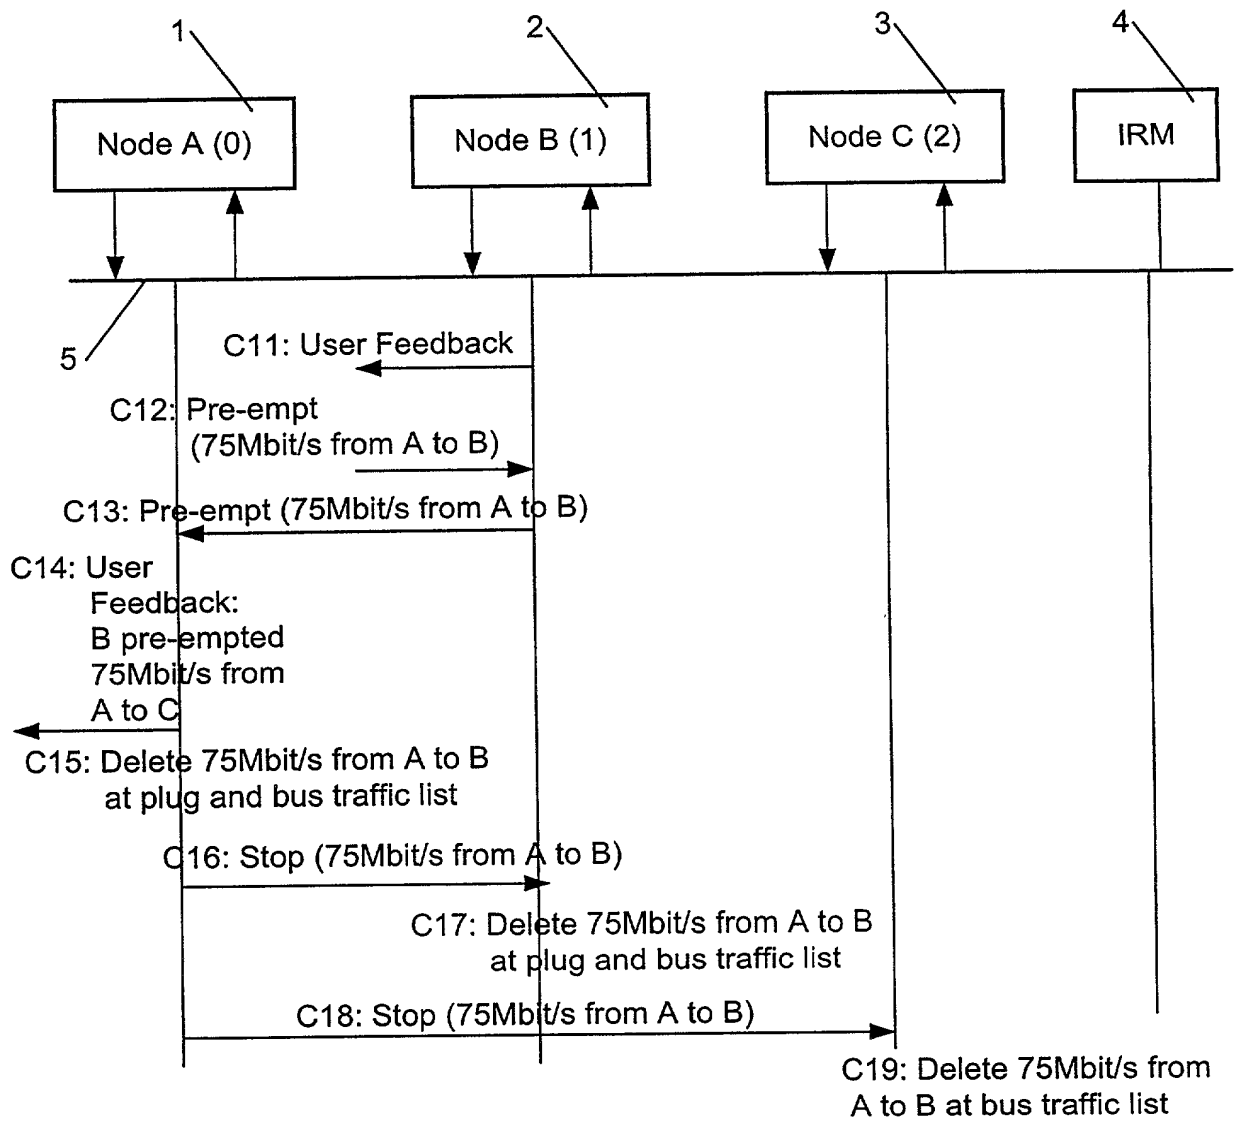 1
2
3
4
Node A (0)
Node B (1)
Node C (2)
IRM
5
C11: User Feedback
C12: Pre-empt
(75Mbit/s from A to B)
C13: Pre-empt (75Mbit/s from A to B)
C14: User
Feedback:
B pre-empted
75Mbit/s from
A to C
C15: Delete 75Mbit/s from A to B
at plug and bus traffic list
C16: Stop (75Mbit/s from A to B)
C17: Delete 75Mbit/s from A to B
at plug and bus traffic list
C18: Stop (75Mbit/s from A to B)
C19: Delete 75Mbit/s from
A to B at bus traffic list